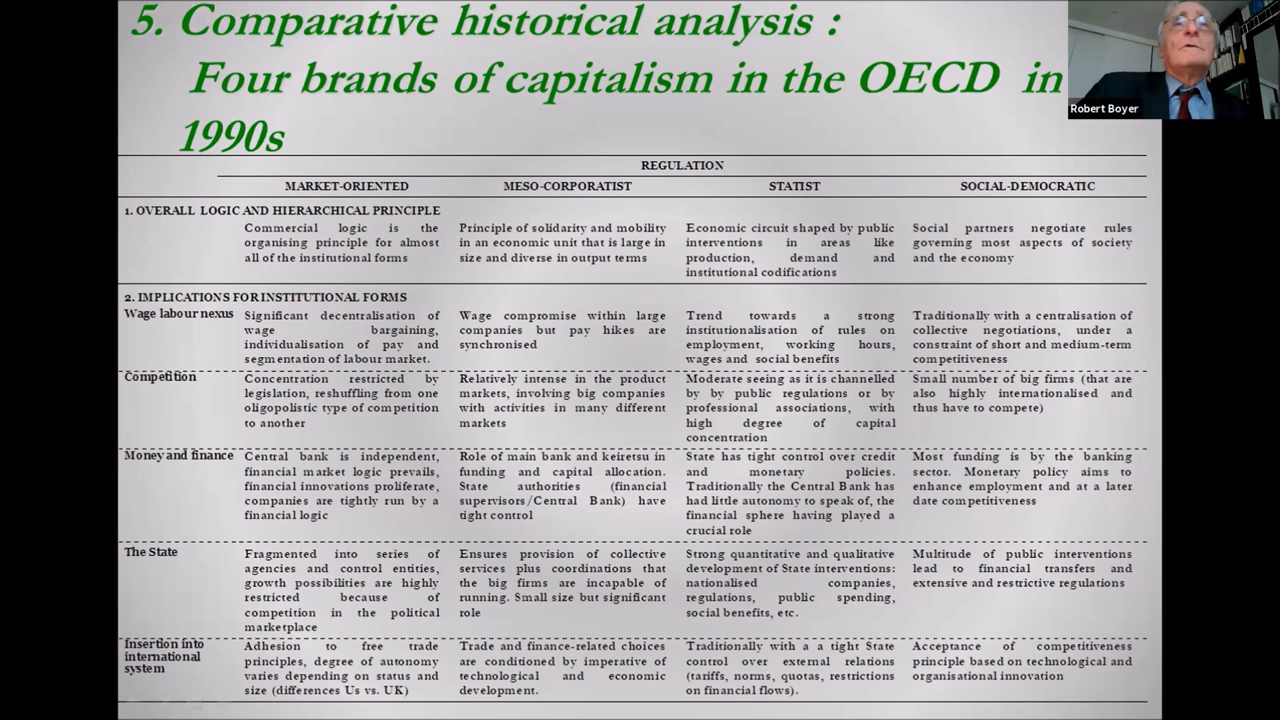 5. Comparative historical analysis :
Four brands of capitalism in the OECD in
1990s
Robert Boyer
REGULATION
MARKET-ORIENTED MESO-CORPORATIST STATIST SOCIAL-DEMOCRATIC
1. OVERALL LOGIC AND HIERARCHICAL PRINCIPLE
Commercial logic is the
organising principle for almost
all of the institutional forms
Principle of solidarity and mobility
in an economic unit that is large in
size and diverse in output terms
Economic circuit shaped by public
interventions in areas like
production, demand and
institutional codifications
Social partners negotiate rules
governing most aspects of society
and the economy
2. IMPLICATIONS FOR INSTITUTIONAL FORMS
Wage labour nexus
Significant decentralisation of
wage bargaining,
individualisation of pay and
segmentation of labour market.
Wage compromise within large
companies but pay hikes are
synchronised
Trend towards a strong
institutionalisation of rules on
employment, working hours,
wages and social benefits
Traditionally with a centralisation of
collective negotiations, under a
constraint of short and medium-term
competitiveness
Competition
Concentration restricted by
legislation, reshuffling from one
oligopolistic type of competition
to another
Relatively intense in the product
markets, involving big companies
with activities in many different
markets
Moderate seeing as it is channelled
by by public regulations or by
professional associations, with
high degree of capital
concentration
Small number of big firms (that are
also highly internationalised and
thus have to compete)
Money and finance
Central bank is independent,
financial market logic prevails,
financial innovations proliferate,
companies are tightly run by a
financial logic
Role of main bank and keiretsu in
funding and capital allocation.
State authorities (financial
supervisors/Central Bank) have
tight control
State has tight control over credit
and monetary policies.
Traditionally the Central Bank has
had little autonomy to speak of, the
financial sphere having played a
crucial role
Most funding is by the banking
sector. Monetary policy aims to
enhance employment and at a later
date competitiveness
The State
Fragmented into series of
agencies and control entities,
growth possibilities are highly
restricted because of
competition in the political
marketplace
Ensures provision of collective
services plus coordinations that
the big firms are incapable of
running. Small size but significant
role
Strong quantitative and qualitative
development of State interventions:
nationalised companies,
regulations, public spending,
social benefits, etc.
Multitude of public interventions
lead to financial transfers and
extensive and restrictive regulations
Insertion into
international
system
Adhesion to free trade
principles, degree of autonomy
varies depending on status and
size (differences Us vs. UK)
Trade and finance-related choices
are conditioned by imperative of
technological and economic
development.
Traditionally with a a tight State
control over external relations
(tariffs, norms, quotas, restrictions
on financial flows).
Acceptance of competitiveness
principle based on technological and
organisational innovation